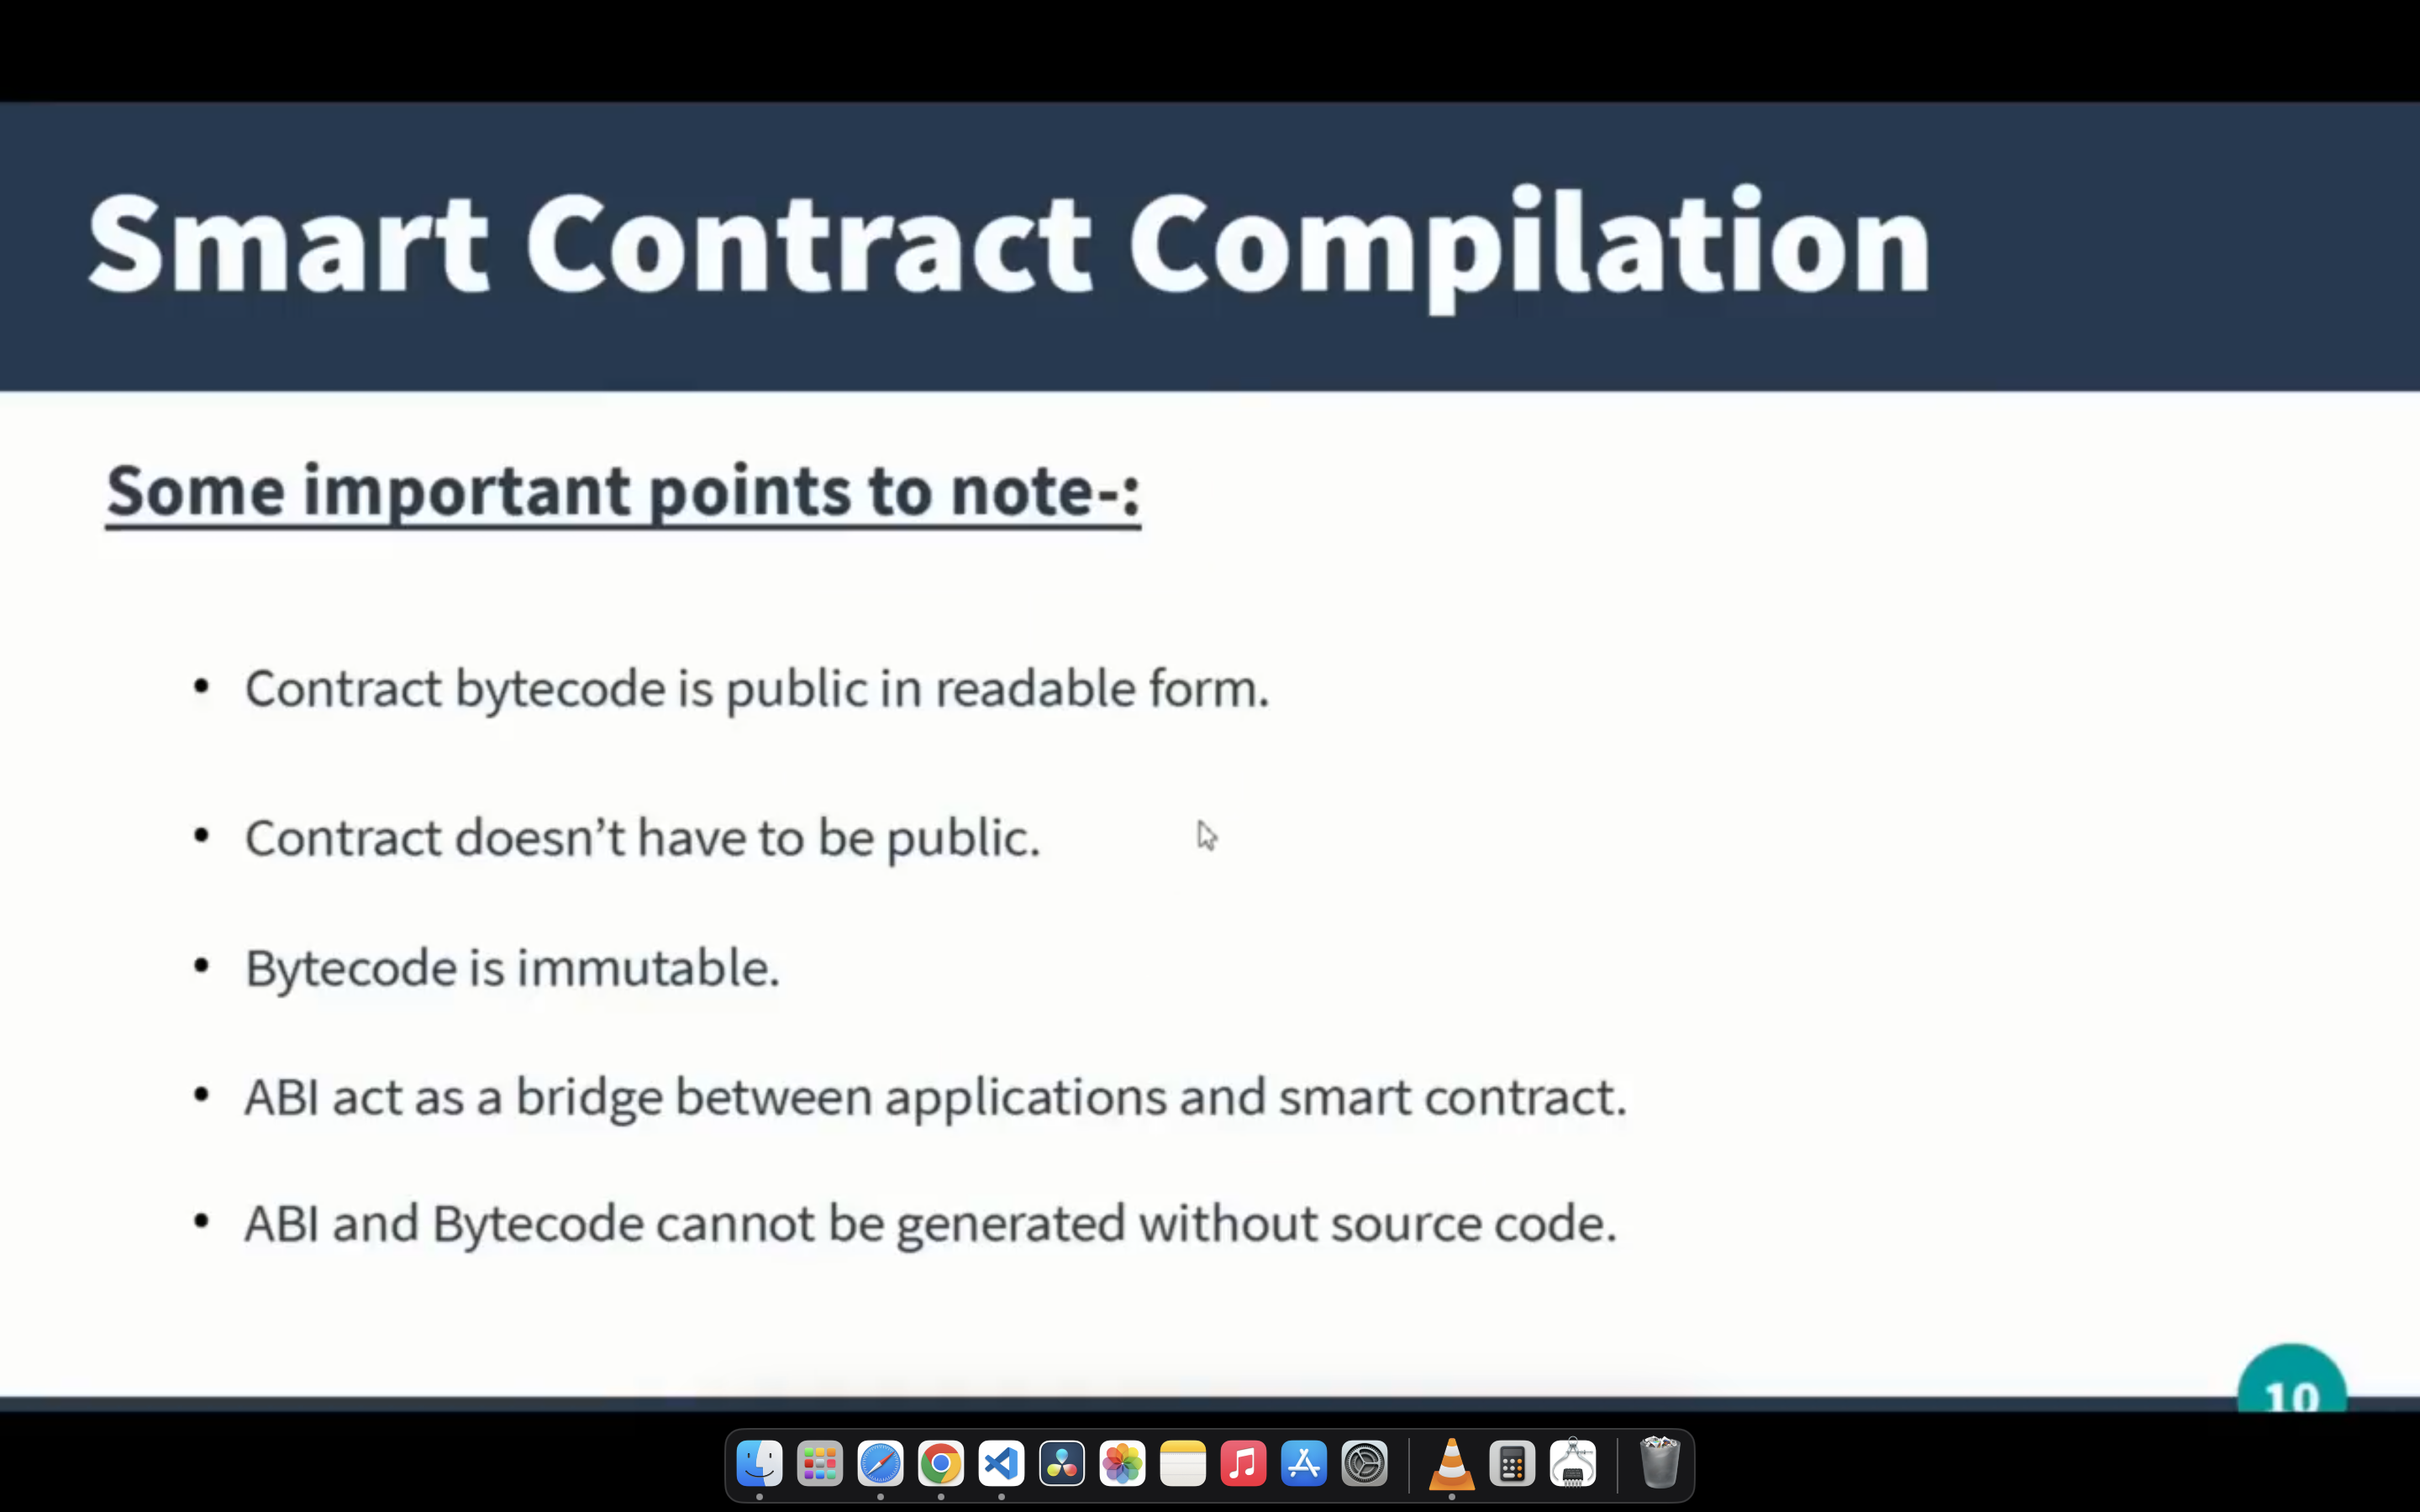 Smart Contract Compilation
Some important points to note-:
• Contract bytecode is public in readable form.
• Contract doesn’t have to be public.
• Bytecode is immutable.
• ABI act as a bridge between applications and smart contract.
• ABI and Bytecode cannot be generated without source code.
10